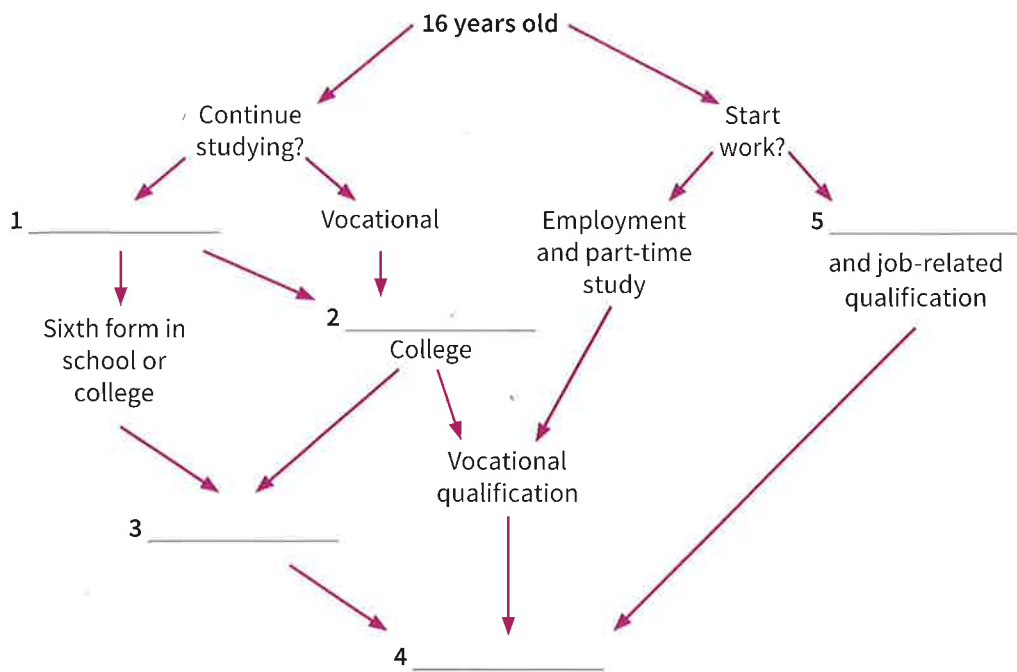 16 years old
Continue
studying?
Start
work?
1
Vocational
Employment
and part-time
study
5
and job-related
qualification
Sixth form in
school or
college
2
College
Vocational
qualification
3
4